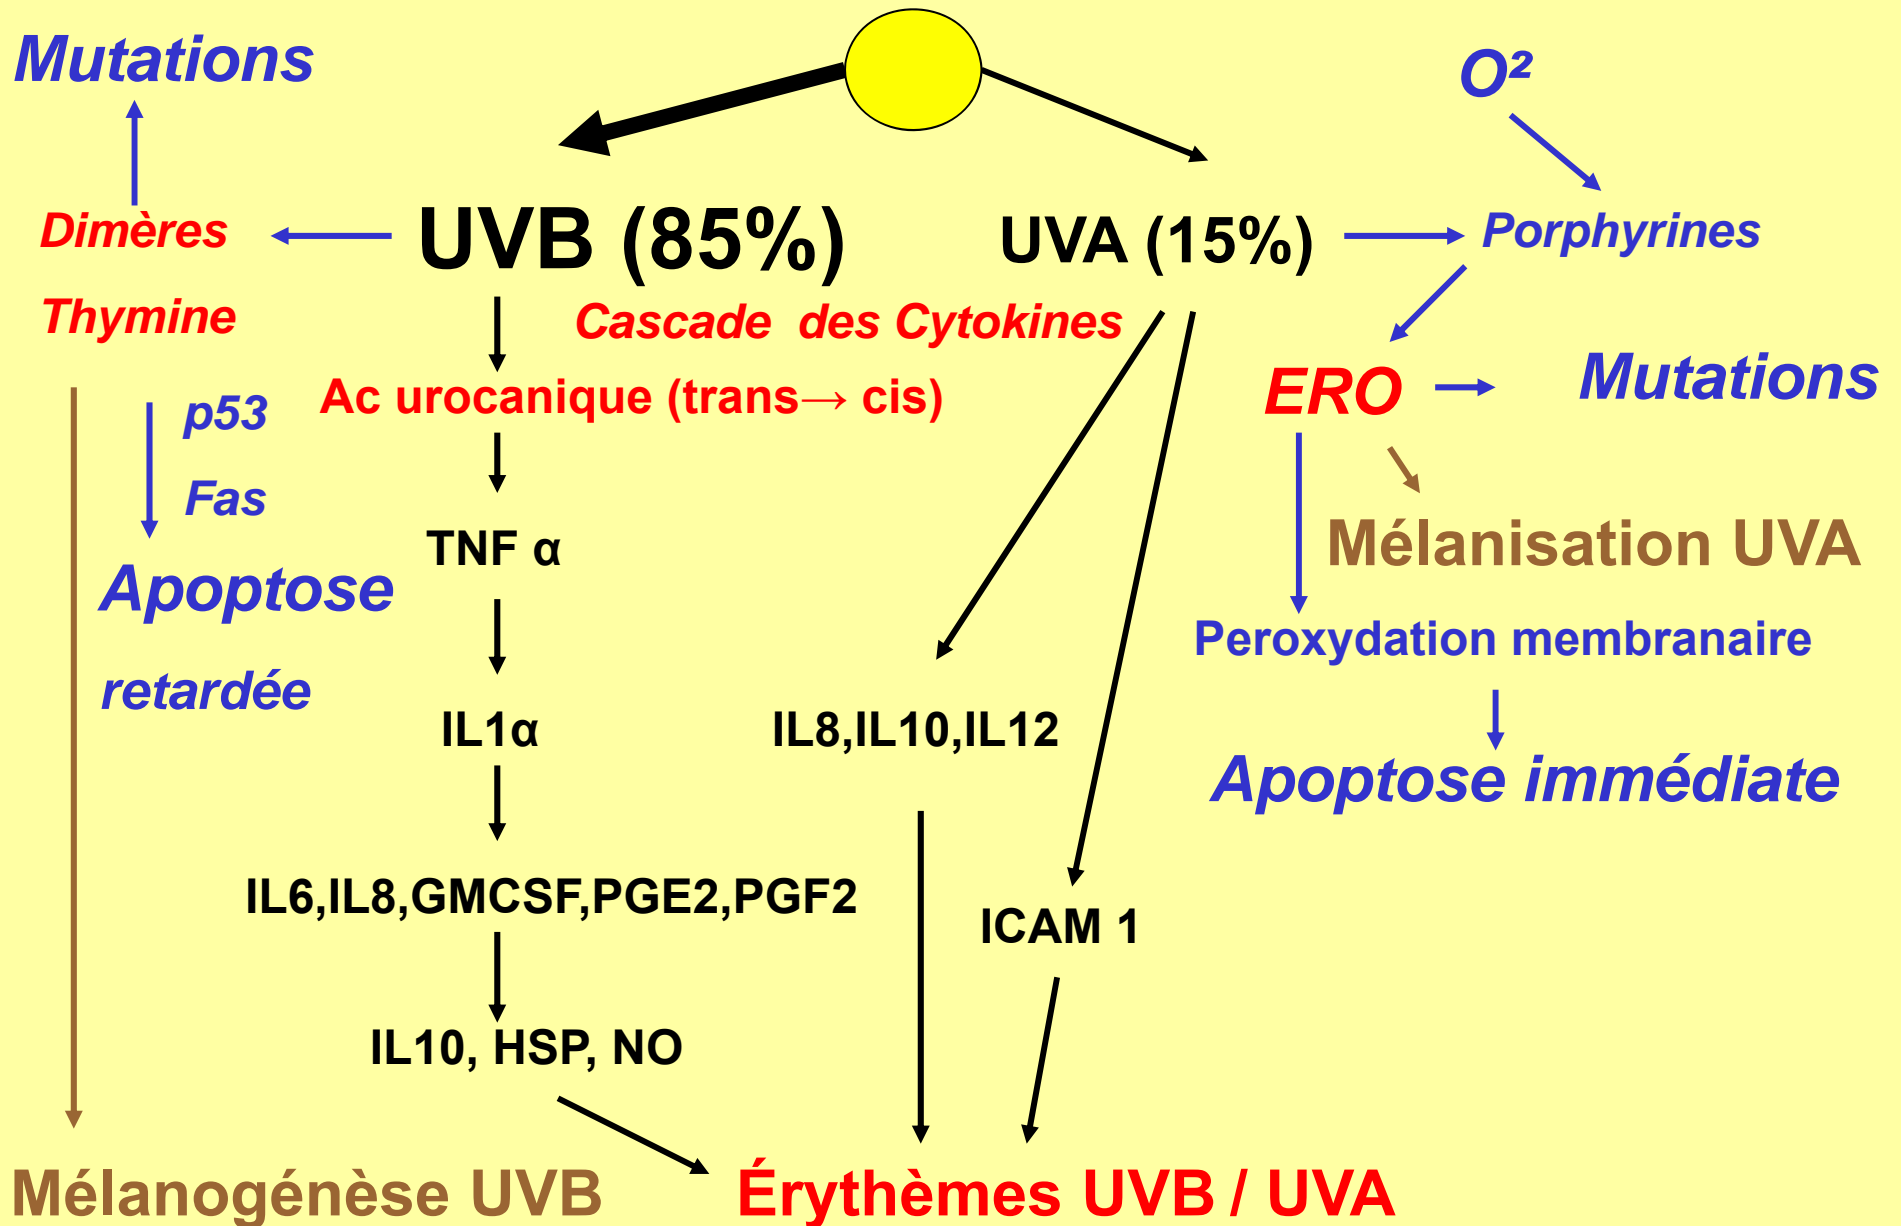 Mutations
O²
Dimères
Thymine
UVB (85%)
UVA (15%)
Porphyrines
Cascade des Cytokines
Ac urocanique (trans→ cis)
ERO
Mutations
p53
Fas
Apoptose
retardée
TNF α
Mélanisation UVA
Peroxydation membranaire
IL1α
IL8,IL10,IL12
Apoptose immédiate
IL6,IL8,GMCSF,PGE2,PGF2
ICAM 1
IL10, HSP, NO
Mélanogénèse UVB
Érythèmes UVB / UVA